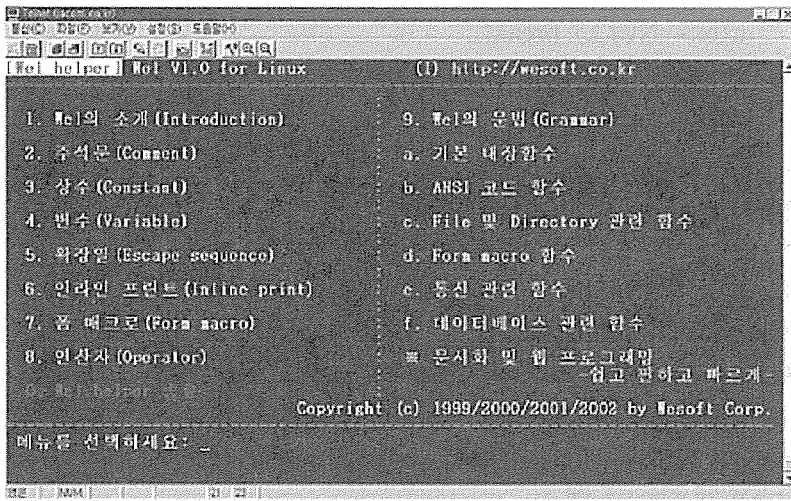 [Wel helper] Wel V1.0 for Linux (I) http://wesoft.co.kr
1. Wel의 소개(Introduction)
2. 주석문(Comment)
3. 상수(Constant)
4. 변수(Variable)
5. 확장열(Escape sequence)
6. 인라인 프린트(Inline print)
7. 폼 매크로(Form macro)
8. 연산자(Operator)
0. Wel helper 종료
9. Wel의 문법(Grammar)
a. 기본 내장함수
b. ANSI 코드 함수
c. File 및 Directory 관련 함수
d. Form macro 함수
e. 통신 관련 함수
f. 데이터베이스 관련 함수
※ 문서화 및 웹 프로그래밍
쉽고 편하고 빠르게-
Copyright (c) 1999/2000/2001/2002 by Wesoft Corp.
메뉴를 선택하세요: _
NUM